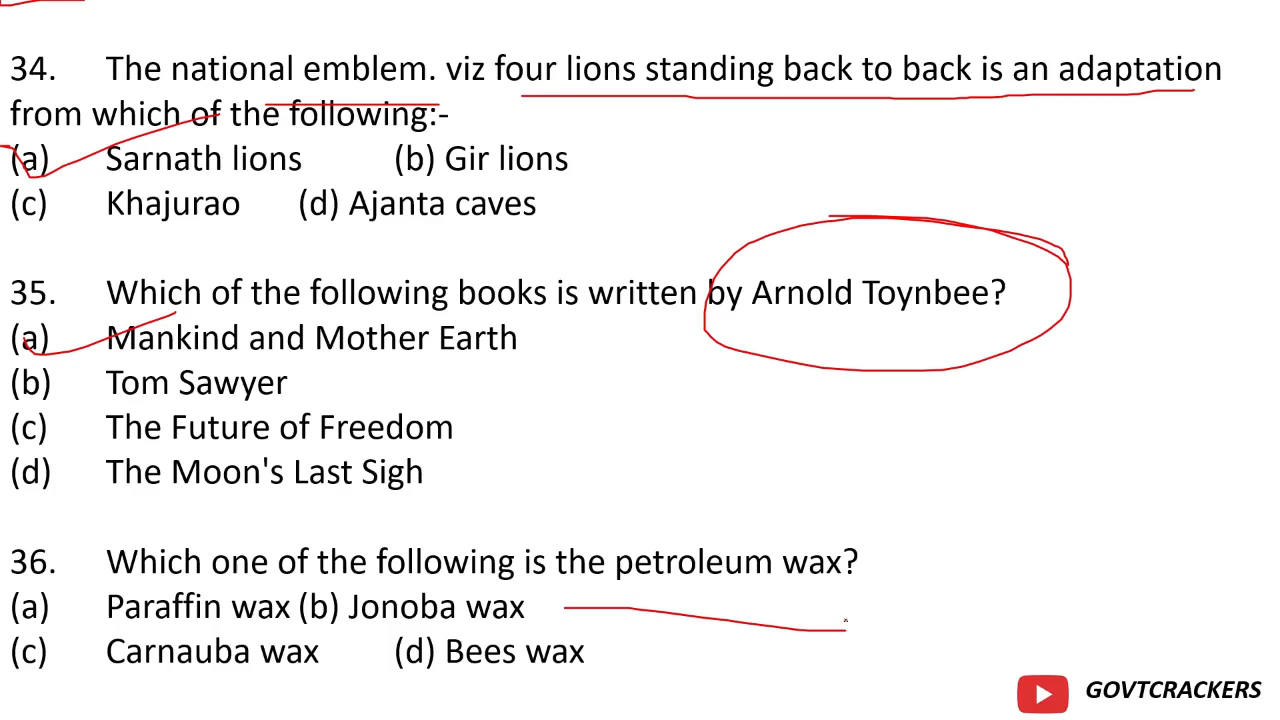 34. The national emblem. viz four lions standing back to back is an adaptation
from which of the following:-
(a) Sarnath lions (b) Gir lions
(c) Khajurao (d) Ajanta caves
35. Which of the following books is written by Arnold Toynbee?
(a) Mankind and Mother Earth
(b) Tom Sawyer
(c) The Future of Freedom
(d) The Moon's Last Sigh
36. Which one of the following is the petroleum wax?
(a) Paraffin wax (b) Jonoba wax
(c) Carnauba wax (d) Bees wax
GOVTCRACKERS